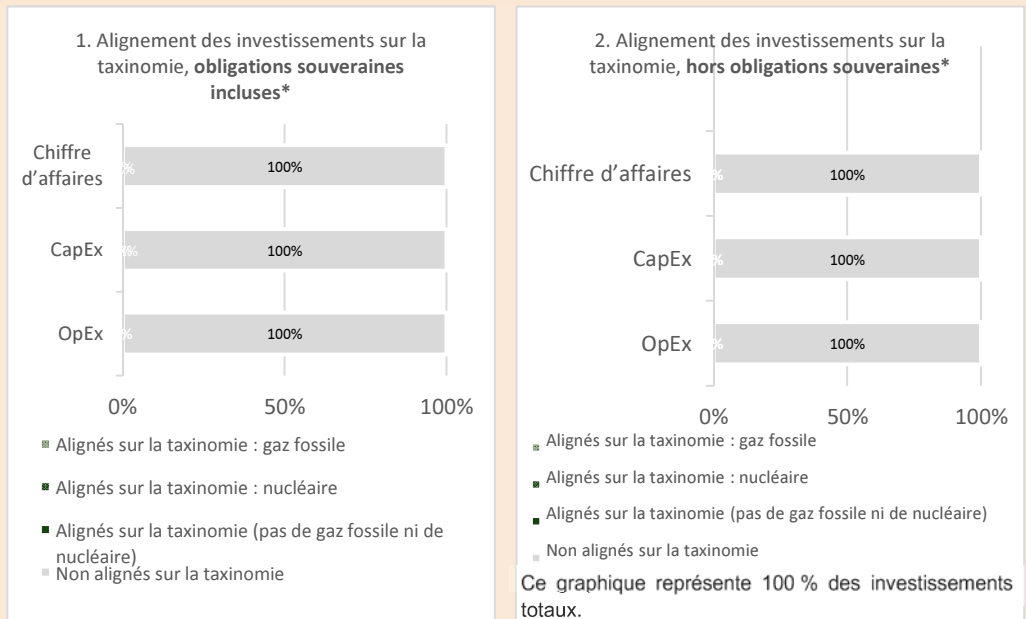 1. Alignement des investissements sur la
taxinomie, obligations souveraines
incluses*
Chiffre
d’affaires
100%
CapEx
100%
OpEx
100%
0%
50%
100%
Alignés sur la taxinomie : gaz fossile
Alignés sur la taxinomie : nucléaire
Alignés sur la taxinomie (pas de gaz fossile ni de
nucléaire)
Non alignés sur la taxinomie
2. Alignement des investissements sur la
taxinomie, hors obligations souveraines*
Chiffre d’affaires
100%
CapEx
100%
OpEx
100%
0%
50%
100%
Alignés sur la taxinomie : gaz fossile
Alignés sur la taxinomie : nucléaire
Alignés sur la taxinomie (pas de gaz fossile ni de nucléaire)
Non alignés sur la taxinomie
Ce graphique représente 100 % des investissements
totaux.